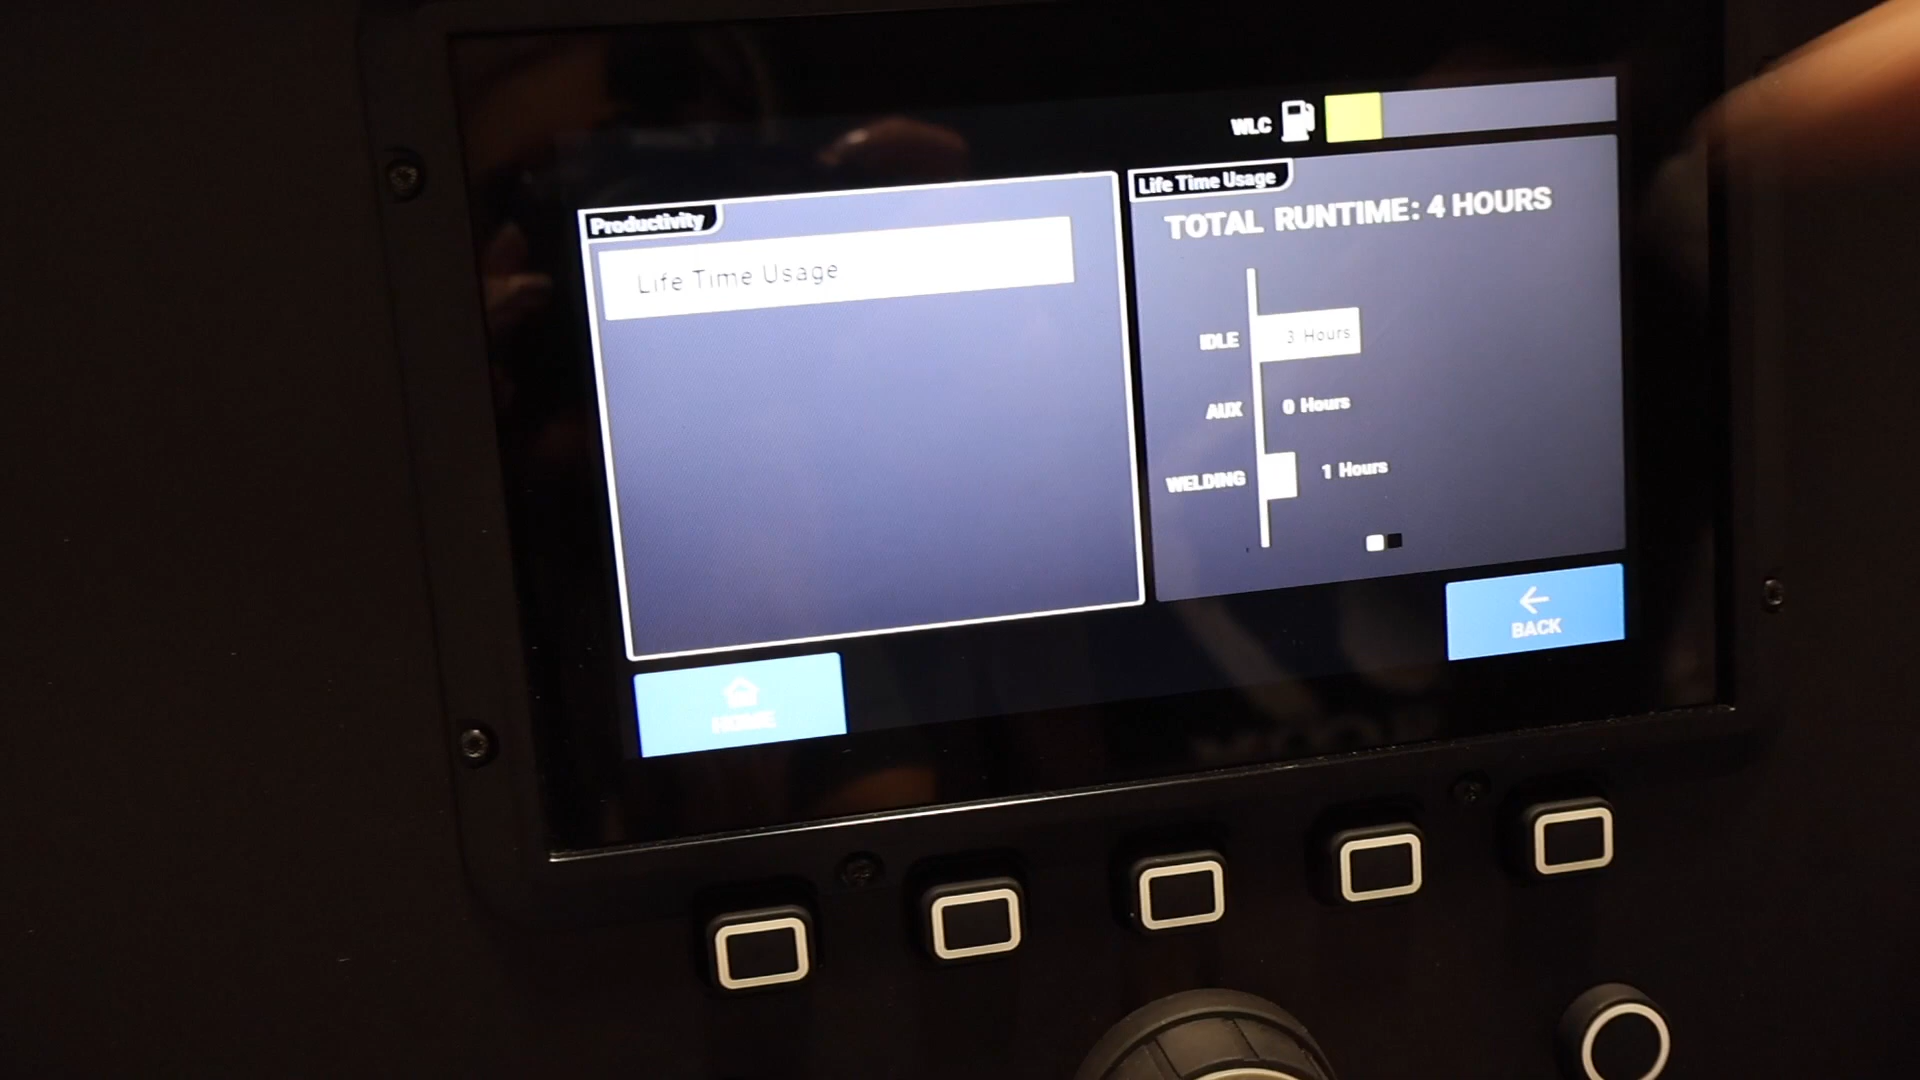 WLC
Productivity
Life Time Usage
Life Time Usage
TOTAL RUNTIME: 4 HOURS
IDLE 3 Hours
AUX 0 Hours
WELDING 1 Hours
HOME
BACK